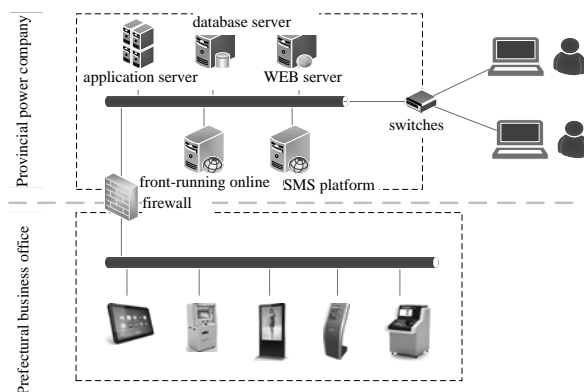 Provincial power company
database server
application server
WEB server
switches
front-running online
SMS platform
firewall
Prefectural business office